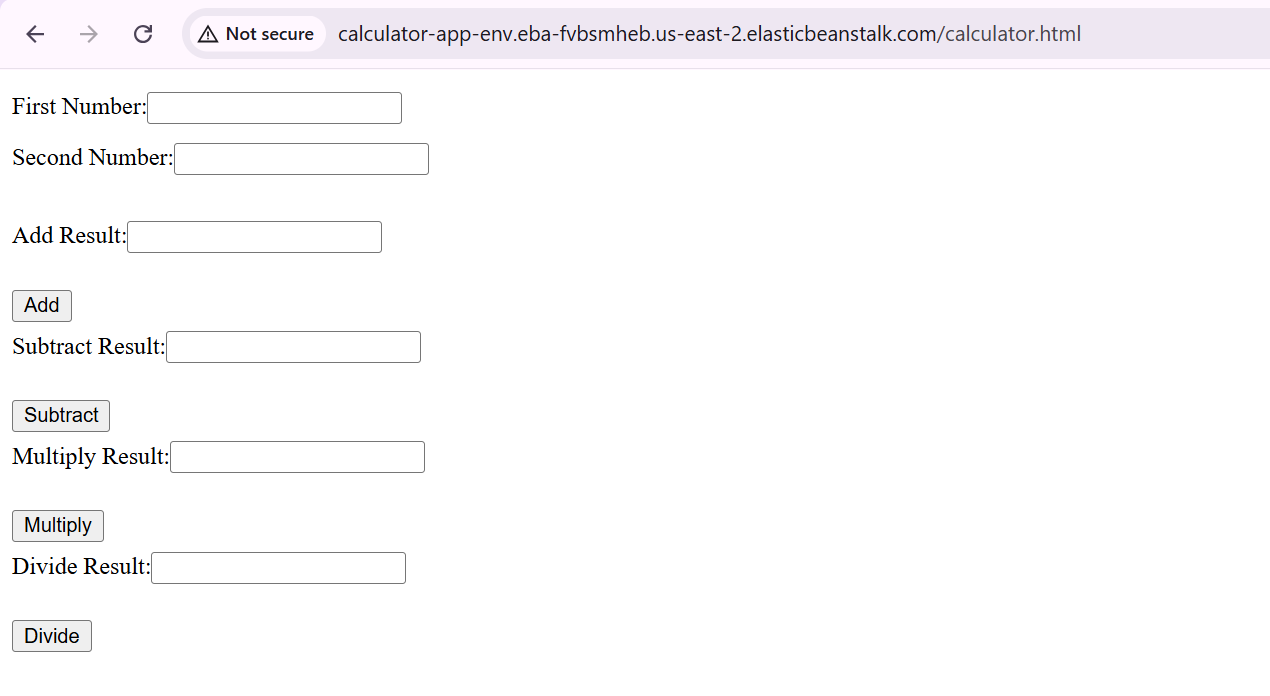 Not secure calculator-app-env.eba-fvbsmheb.us-east-2.elasticbeanstalk.com/calculator.html
First Number:
Second Number:
Add Result:
Add
Subtract Result:
Subtract
Multiply Result:
Multiply
Divide Result:
Divide